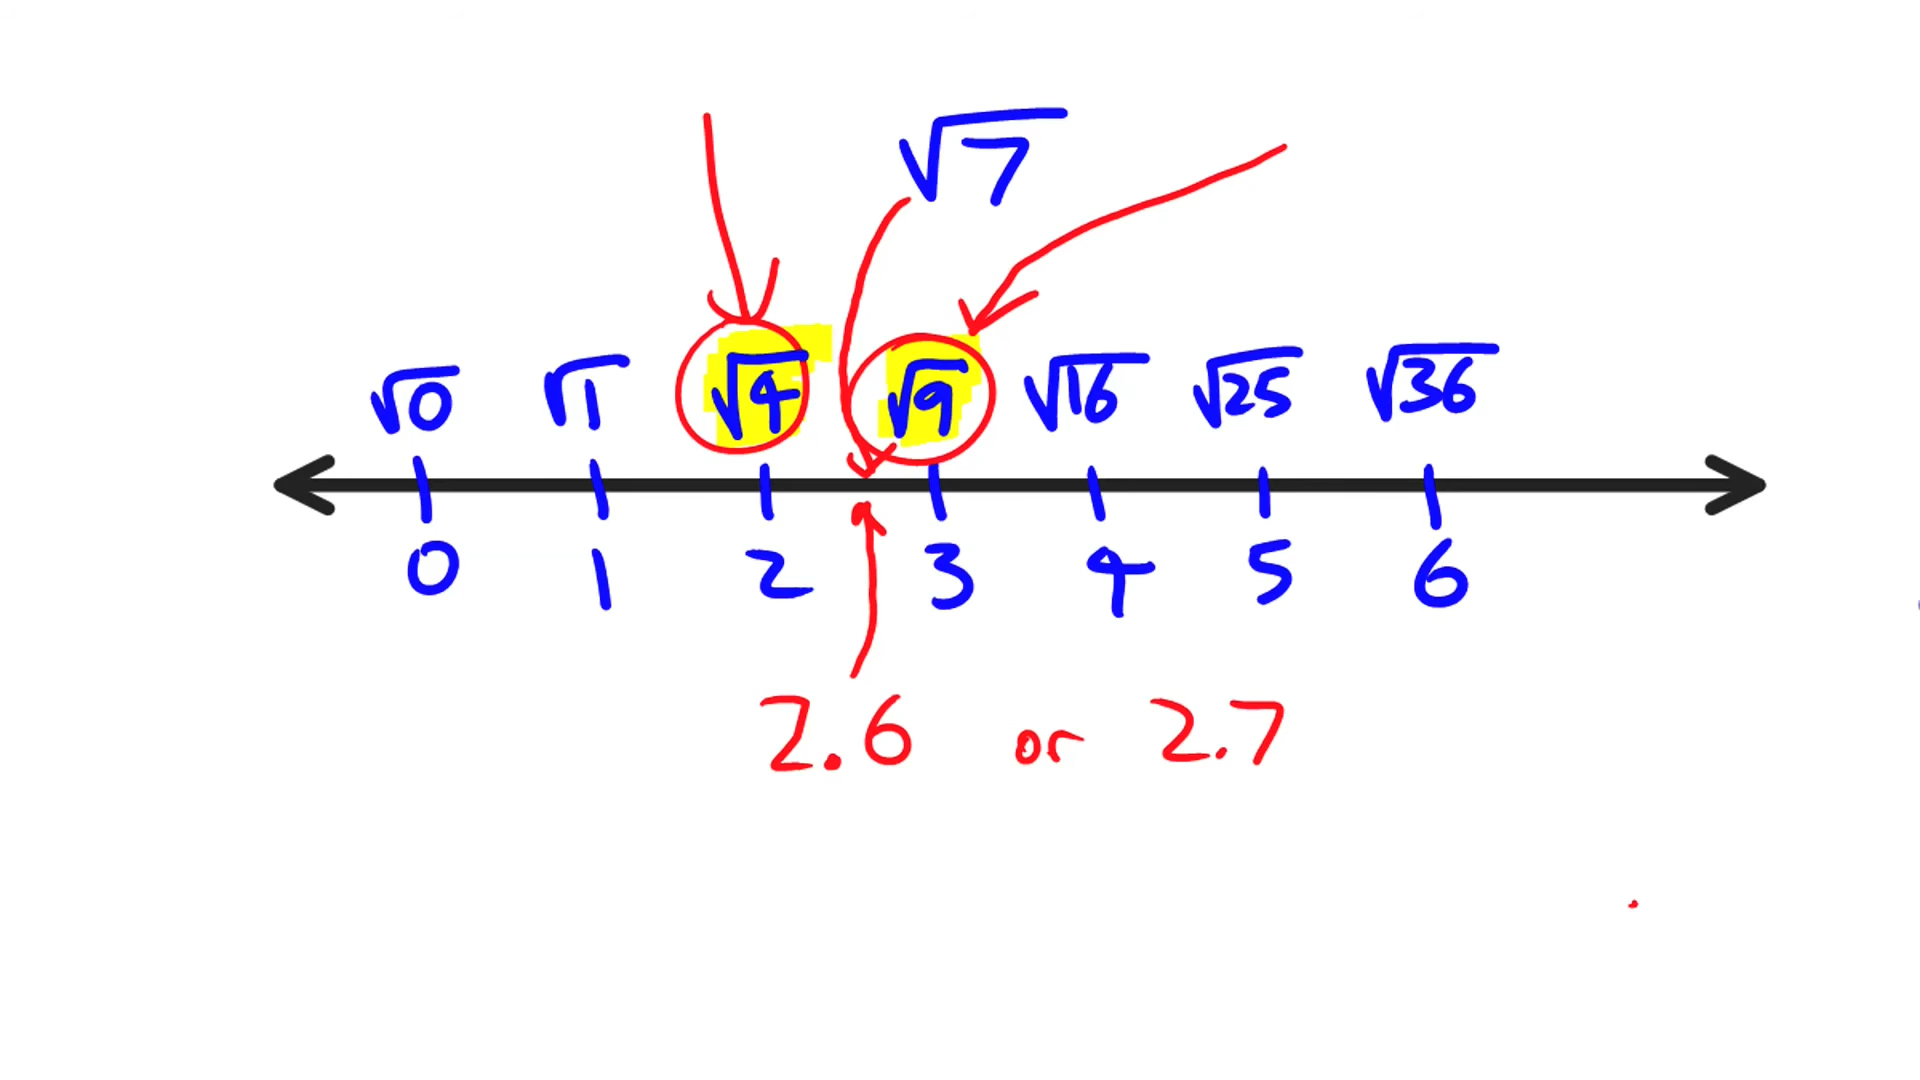 √7
√0 √1 √4 √9 √16 √25 √36
0 1 2 3 4 5 6
2.6 or 2.7